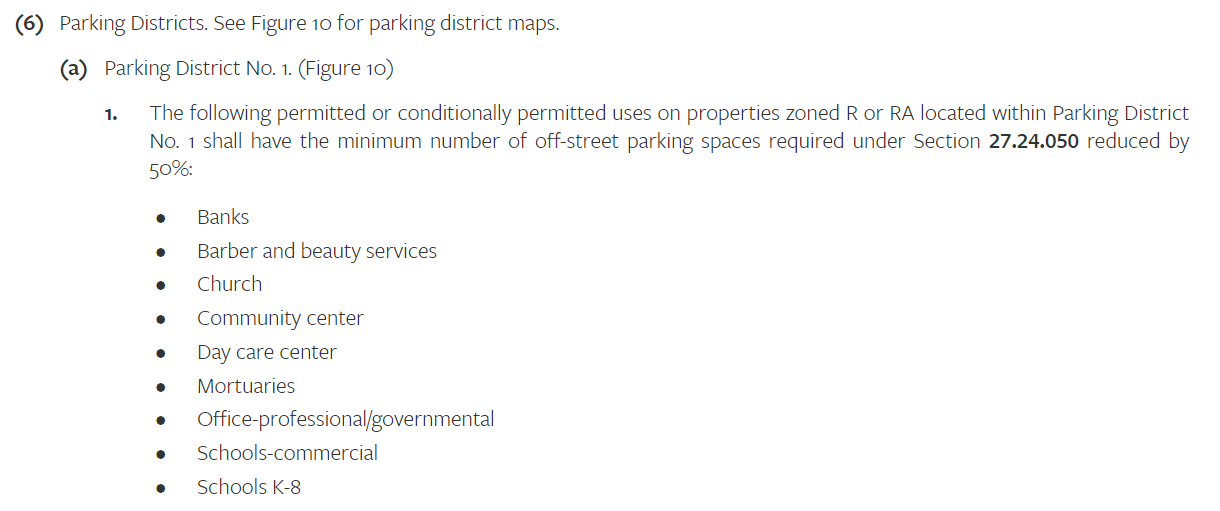 (6) Parking Districts. See Figure 10 for parking district maps.
(a) Parking District No. 1. (Figure 10)
1. The following permitted or conditionally permitted uses on properties zoned R or RA located within Parking District
No. 1 shall have the minimum number of off-street parking spaces required under Section 27.24.050 reduced by
50%:
• Banks
• Barber and beauty services
• Church
• Community center
• Day care center
• Mortuaries
• Office-professional/governmental
• Schools-commercial
• Schools K-8